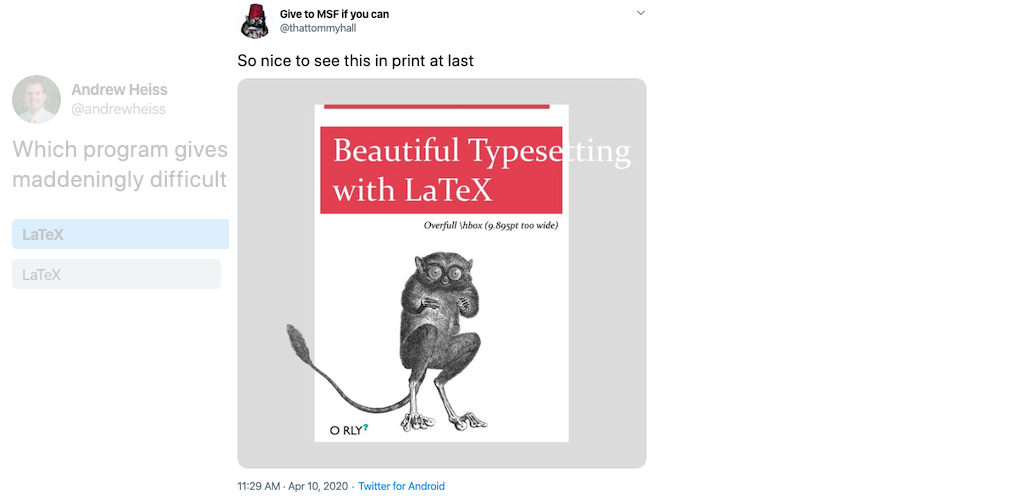 Give to MSF if you can
@thattommyhall
So nice to see this in print at last
Andrew Heiss
@andrewheiss
Which program gives
maddeningly difficult
LaTeX
LaTeX
Beautiful Typesetting
with LaTeX
Overfull \hbox (9.895pt too wide)
O RLY?
11:29 AM · Apr 10, 2020 · Twitter for Android